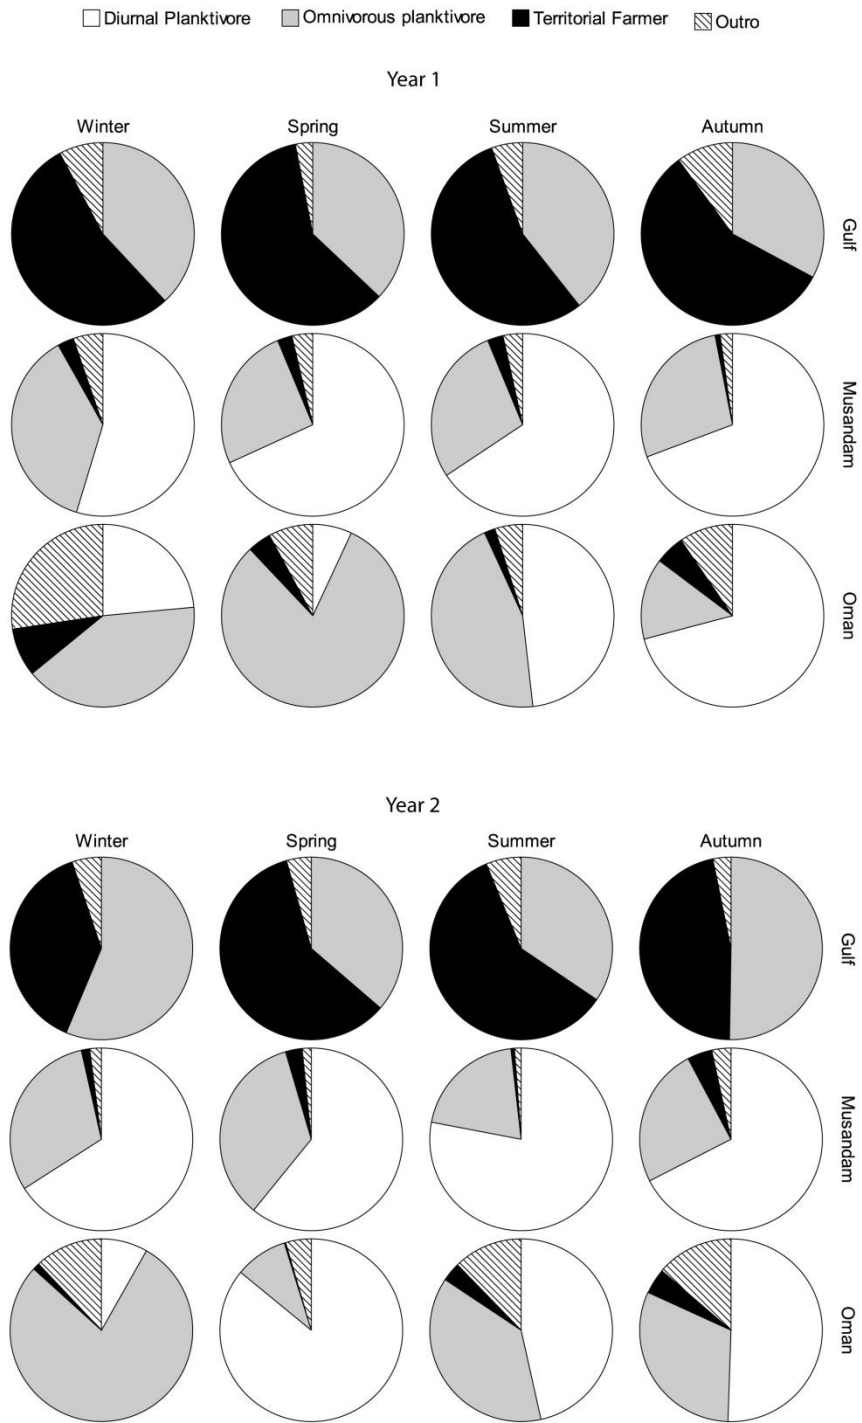 Diurnal Planktivore Omnivorous planktivore Territorial Farmer Outro
Year 1
Winter Spring Summer Autumn
Gulf
Musandam
Oman
Year 2
Winter Spring Summer Autumn
Gulf
Musandam
Oman